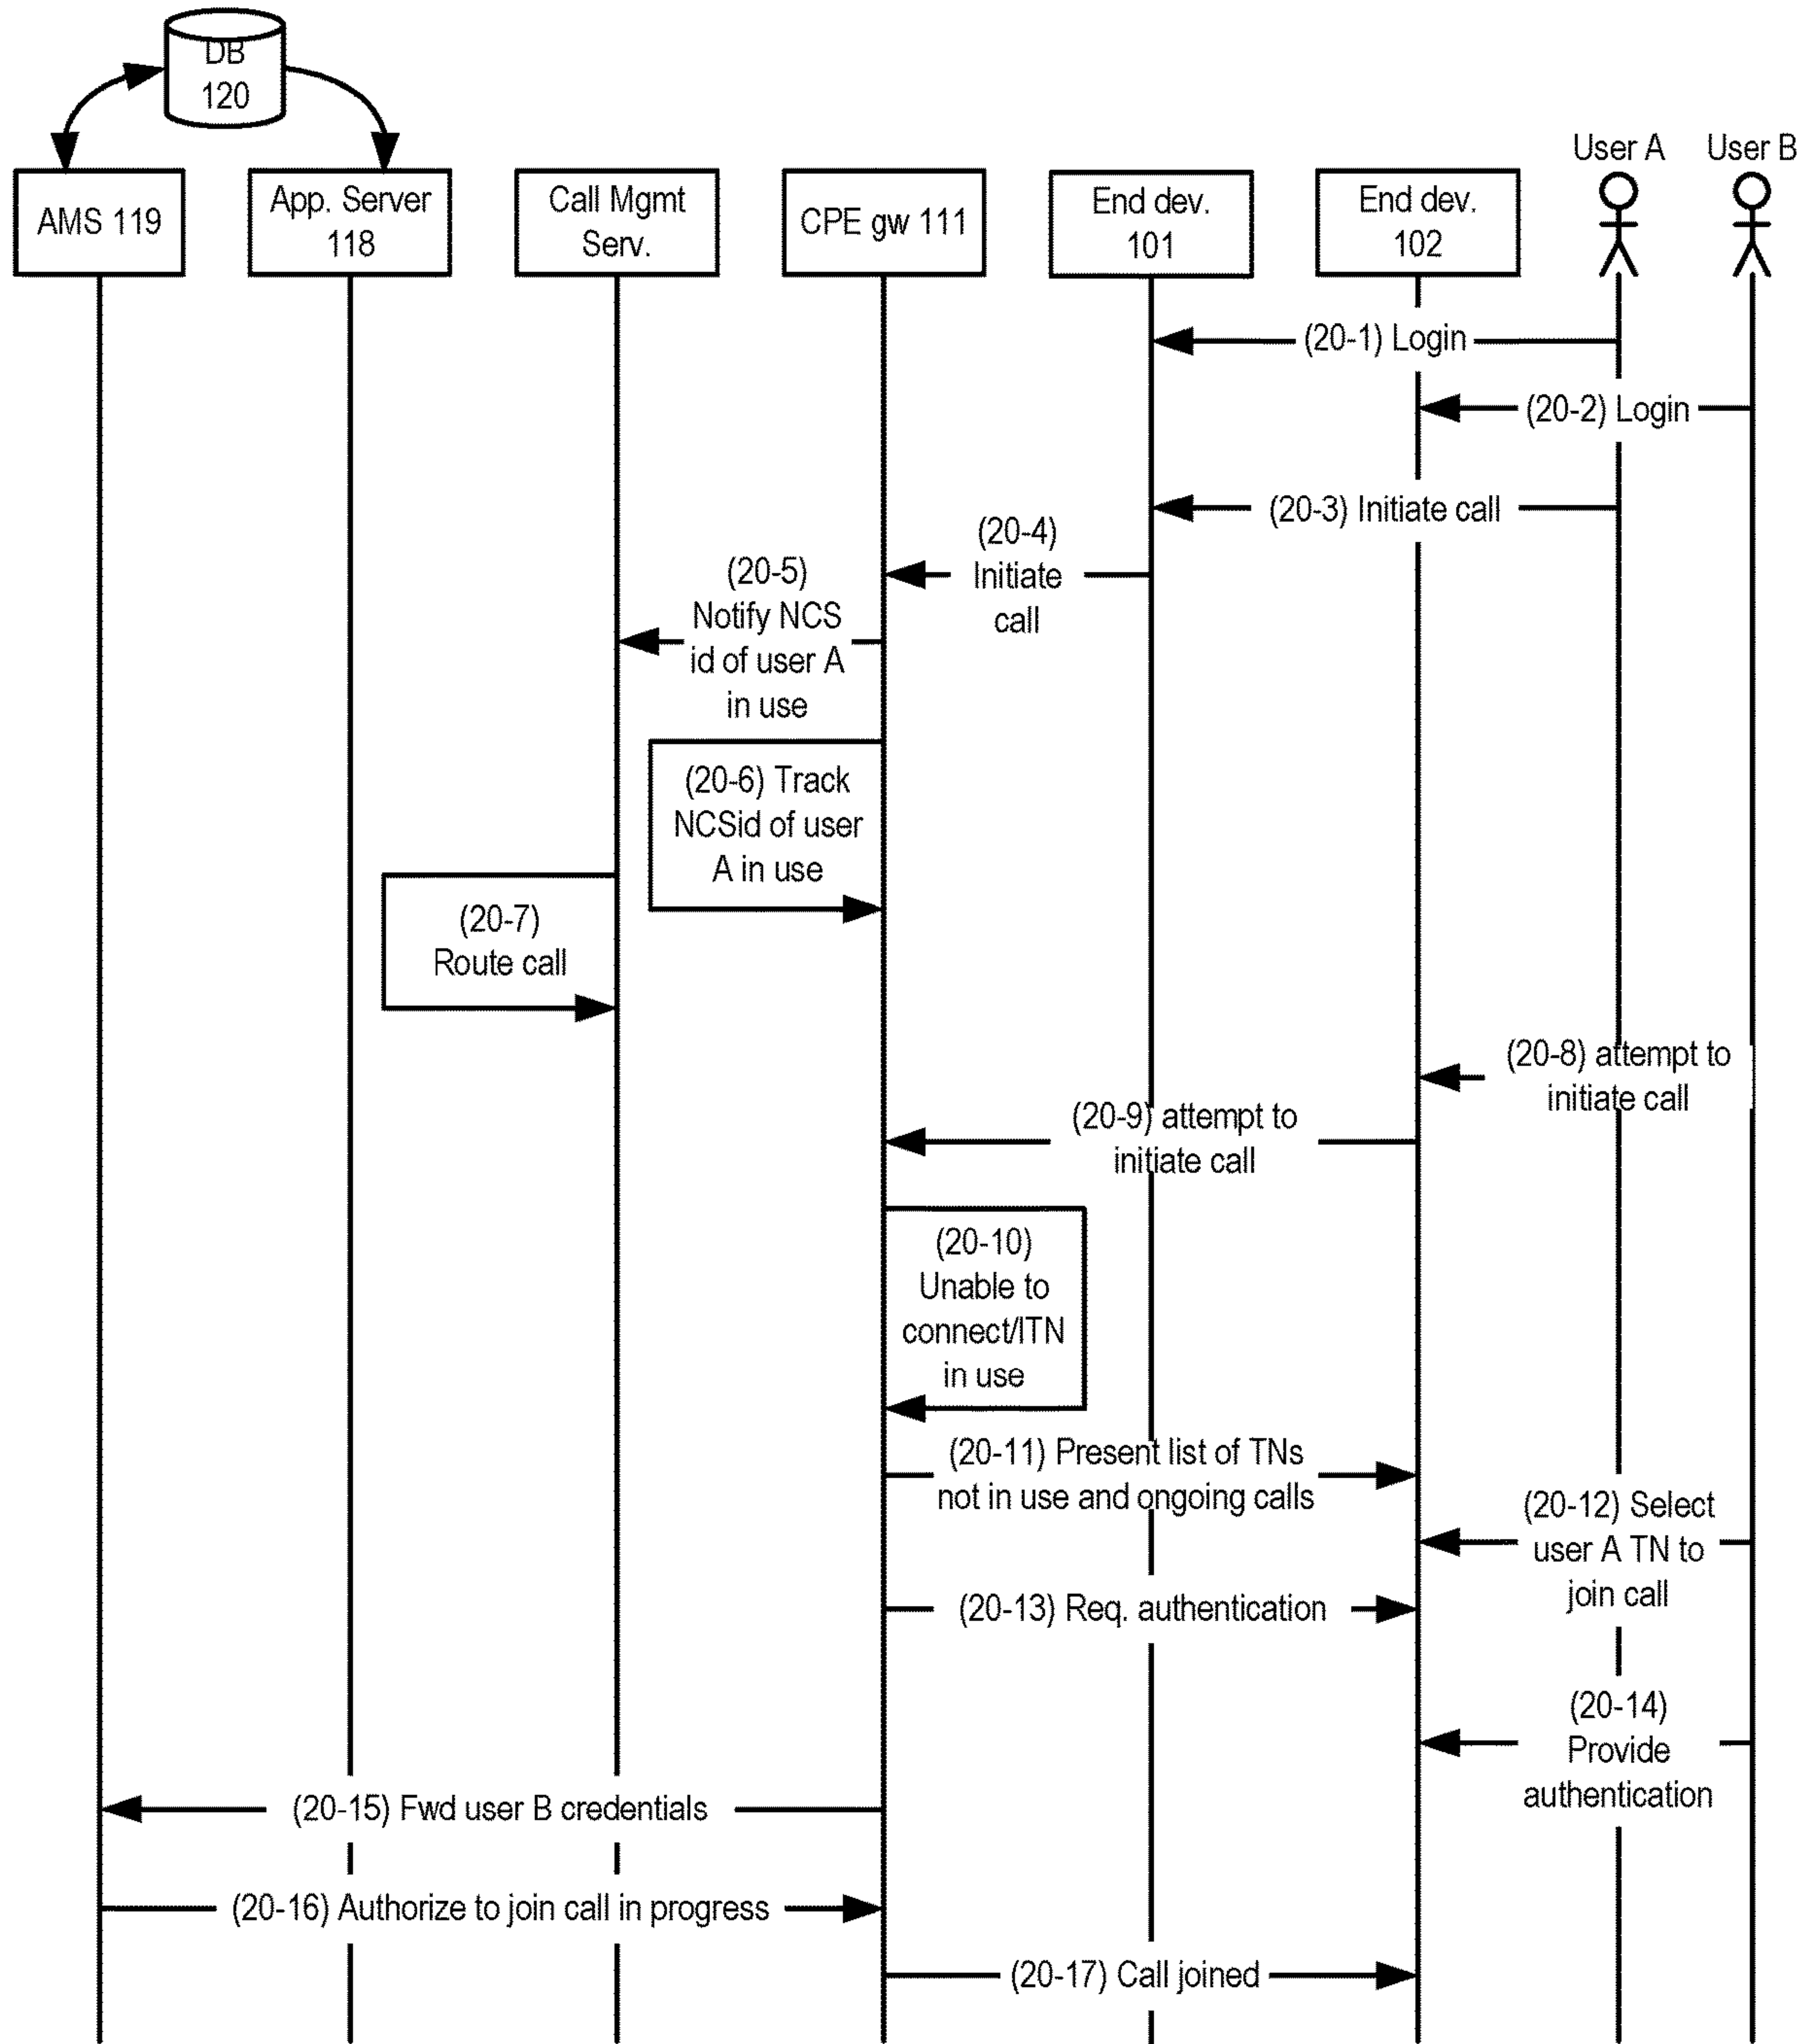 DB
120
User A
User B
AMS 119
App. Server
118
Call Mgmt
Serv.
CPE gw 111
End dev.
101
End dev.
102
(20-1) Login
(20-2) Login
(20-3) Initiate call
(20-4)
Initiate
call
(20-5)
Notify NCS
id of user A
in use
(20-6) Track
NCSid of user
A in use
(20-7)
Route call
(20-8) attempt to
initiate call
(20-9) attempt to
initiate call
(20-10)
Unable to
connect/ITN
in use
(20-11) Present list of TNs
not in use and ongoing calls
(20-12) Select
user A TN to
join call
(20-13) Req. authentication
(20-14)
Provide
authentication
(20-15) Fwd user B credentials
(20-16) Authorize to join call in progress
(20-17) Call joined